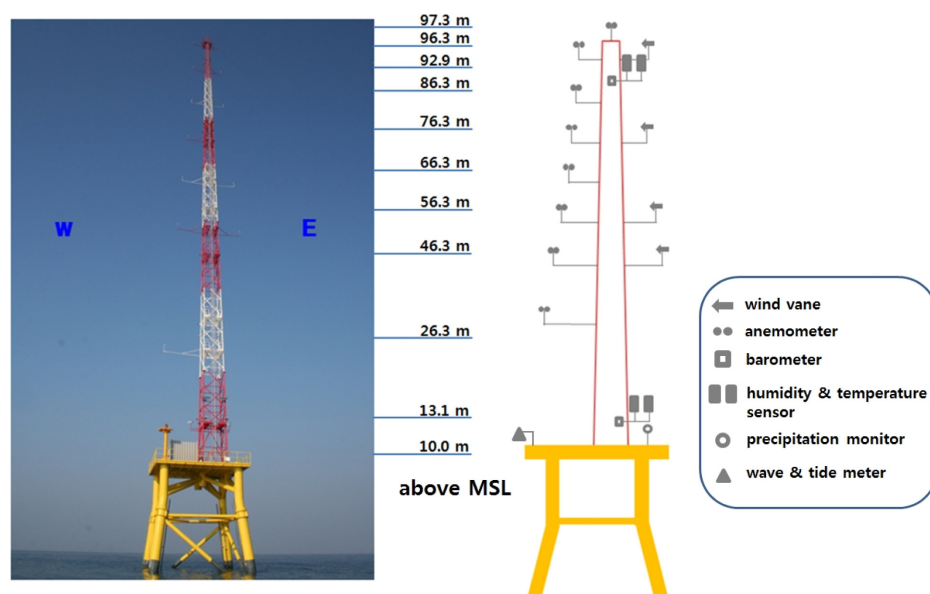 97.3 m
96.3 m
92.9 m
86.3 m
76.3 m
66.3 m
56.3 m
46.3 m
26.3 m
13.1 m
10.0 m
above MSL
W
E
wind vane
anemometer
barometer
humidity & temperature
sensor
precipitation monitor
wave & tide meter